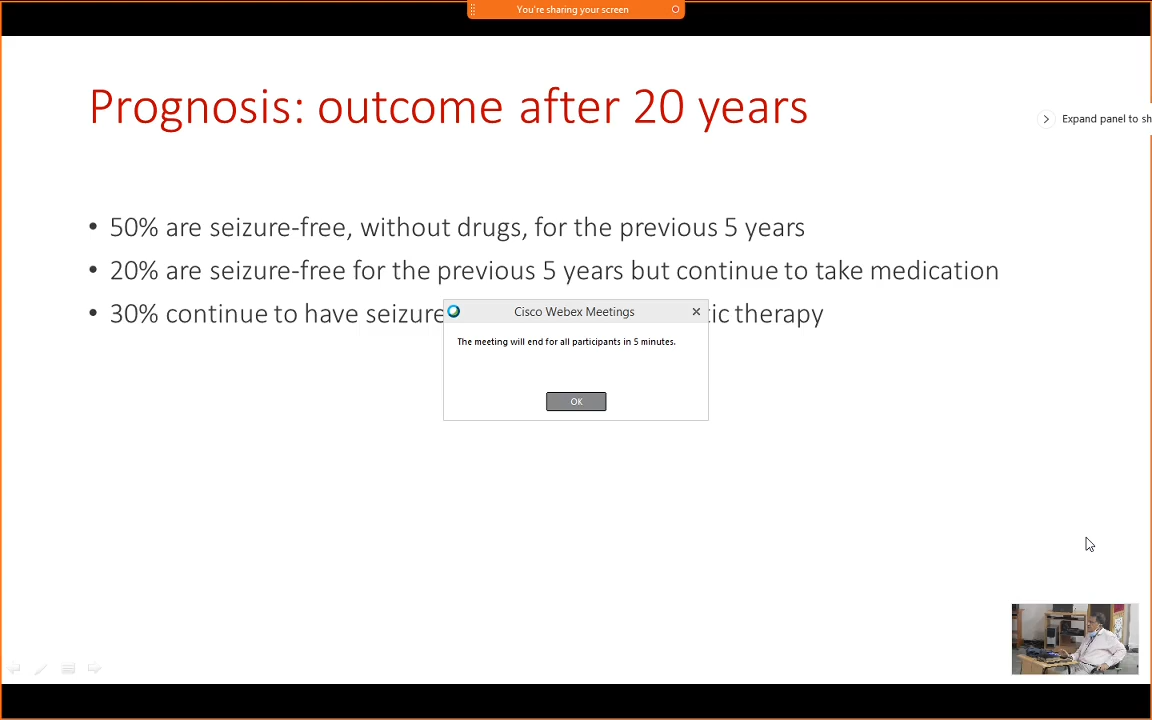 You're sharing your screen
Prognosis: outcome after 20 years
Expand panel to sh
• 50% are seizure-free, without drugs, for the previous 5 years
• 20% are seizure-free for the previous 5 years but continue to take medication
• 30% continue to have seizure tic therapy
Cisco Webex Meetings
The meeting will end for all participants in 5 minutes.
OK